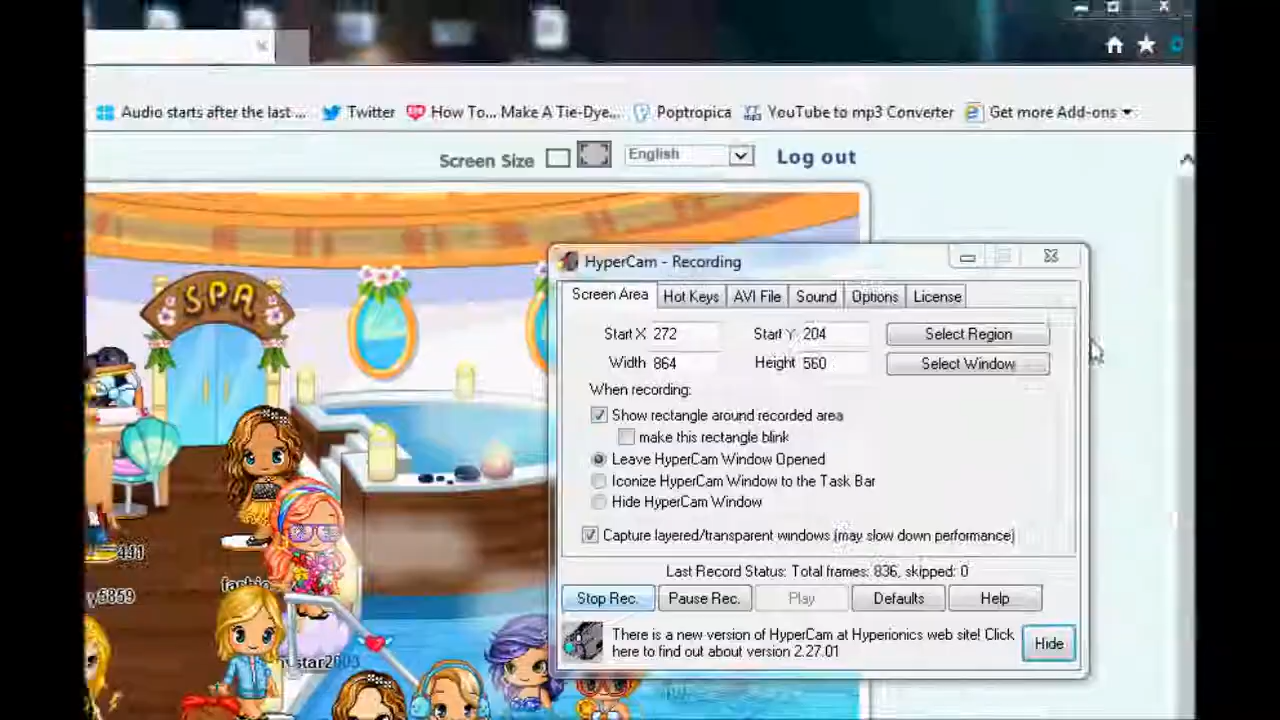 Audio starts after the last ... Twitter How To... Make A Tie-Dye... Poptropica YouTube to mp3 Converter Get more Add-ons
Screen Size English Log out
SPA
HyperCam - Recording
Screen Area Hot Keys AVI File Sound Options License
Start X 272 Start Y 204 Select Region
Width 864 Height 560 Select Window
When recording:
Show rectangle around recorded area
make this rectangle blink
Leave HyperCam Window Opened
Iconize HyperCam Window to the Task Bar
Hide HyperCam Window
Capture layered/transparent windows (may slow down performance)
Last Record Status: Total frames: 836, skipped: 0
Stop Rec. Pause Rec. Play Defaults Help
There is a new version of HyperCam at Hyperionics web site! Click
here to find out about version 2.27.01
Hide
y5859